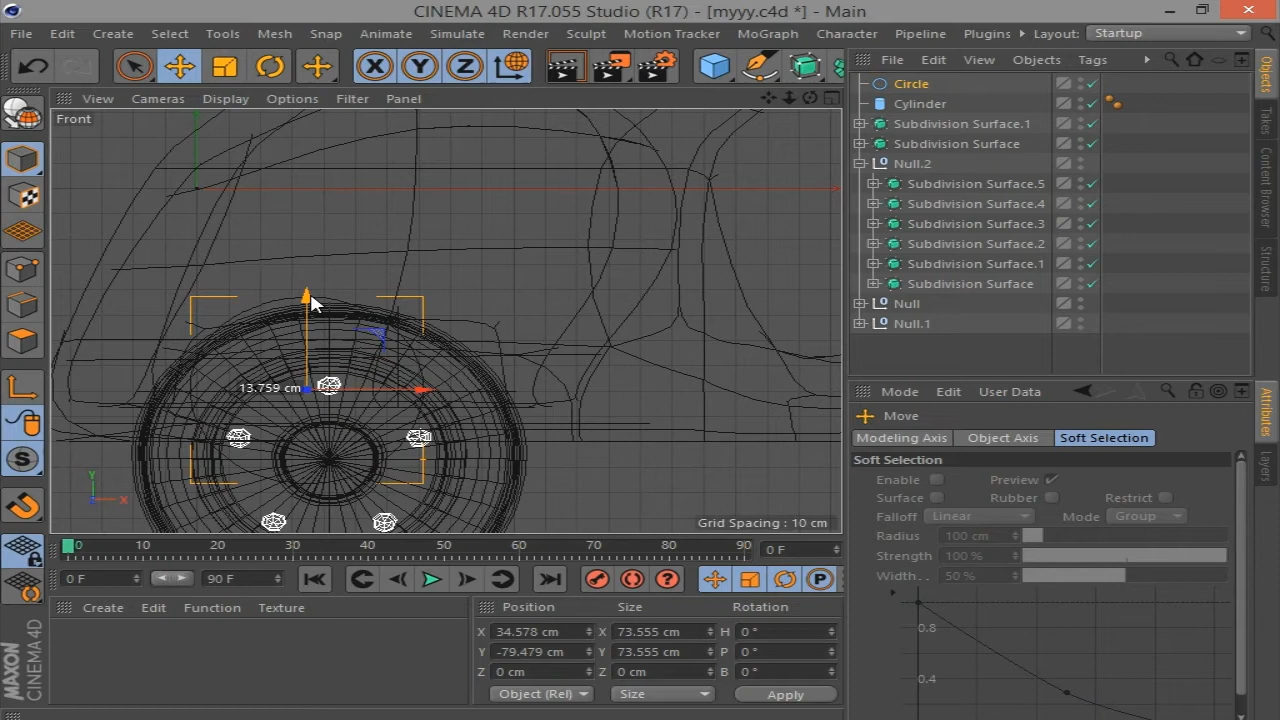 CINEMA 4D R17.055 Studio (R17) - [myyy.c4d *] - Main
File Edit Create Select Tools Mesh Snap Animate Simulate Render Sculpt Motion Tracker MoGraph Character Pipeline Plugins Layout: Startup
View Cameras Display Options Filter Panel
File Edit View Objects Tags
Front
Circle
Cylinder
Subdivision Surface.1
Subdivision Surface
Null.2
Subdivision Surface.5
Subdivision Surface.4
Subdivision Surface.3
Subdivision Surface.2
Subdivision Surface.1
Subdivision Surface
Null
Null.1
Objects
Takes
Content Browser
Structure
13.759 cm
Y
X
Z
Grid Spacing : 10 cm
Mode Edit User Data
Move
Modeling Axis Object Axis Soft Selection
Soft Selection
Enable Preview
Surface Rubber Restrict
Falloff Linear Mode Group
Radius 100 cm
Strength 100 %
Width . . 50 %
0.8
0.4
Attributes
Layers
0 10 20 30 40 50 60 70 80 90 0 F
0 F 90 F
Create Edit Function Texture
Position Size Rotation
X 34.578 cm X 73.555 cm H 0 °
Y -79.479 cm Y 73.555 cm P 0 °
Z 0 cm Z 0 cm B 0 °
Object (Rel) Size Apply
MAXON
CINEMA 4D